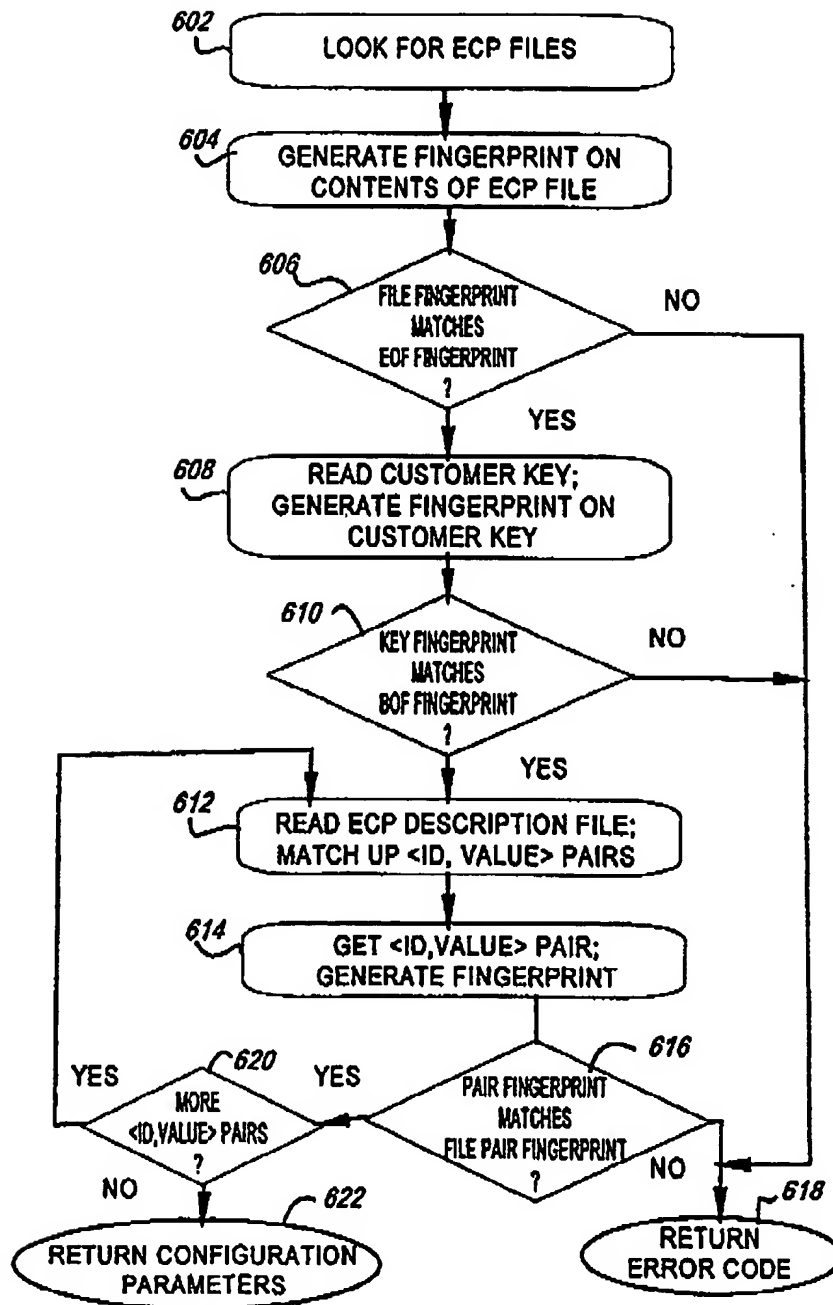 602
LOOK FOR ECP FILES
604
GENERATE FINGERPRINT ON
CONTENTS OF ECP FILE
606
FILE FINGERPRINT
MATCHES
EOF FINGERPRINT
?
NO
YES
608
READ CUSTOMER KEY;
GENERATE FINGERPRINT ON
CUSTOMER KEY
610
KEY FINGERPRINT
MATCHES
BOF FINGERPRINT
?
NO
YES
612
READ ECP DESCRIPTION FILE;
MATCH UP <ID, VALUE> PAIRS
614
GET <ID,VALUE> PAIR;
GENERATE FINGERPRINT
616
PAIR FINGERPRINT
MATCHES
FILE PAIR FINGERPRINT
?
YES
NO
620
MORE
<ID,VALUE> PAIRS
?
YES
NO
622
RETURN CONFIGURATION
PARAMETERS
618
RETURN
ERROR CODE